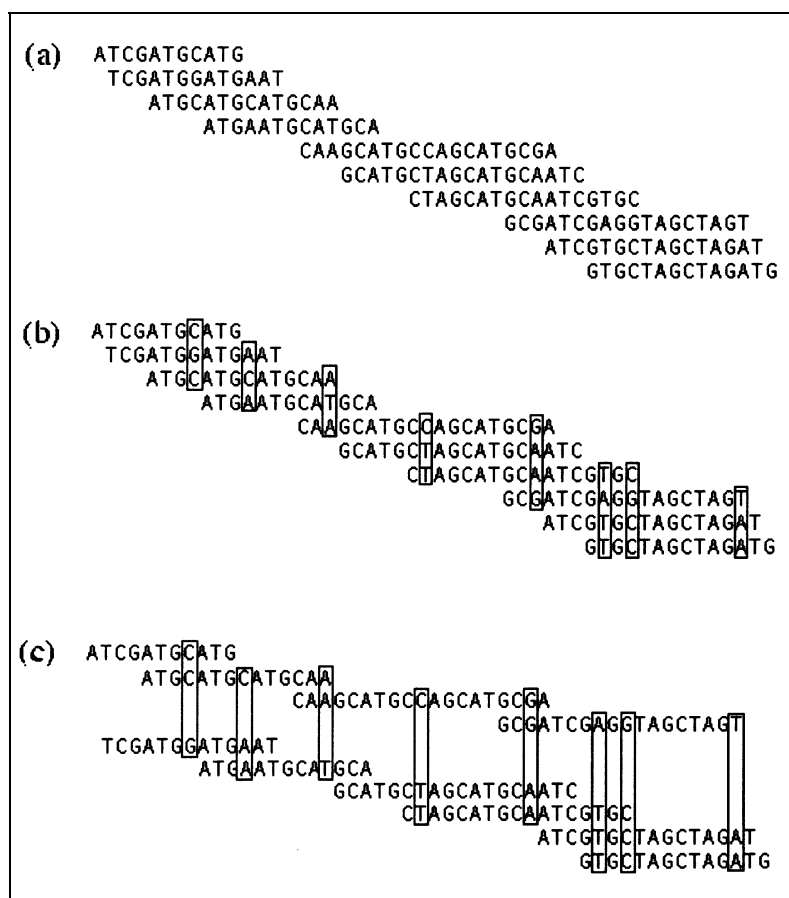 (a) ATCGATGCATG
TCGATGGATGAAT
ATGCATGCATGCAA
ATGAATGCATGCA
CAAGCATGCCAGCATGCGA
GCATGCTAGCATGCAATC
CTAGCATGCAATCGTGC
GCGATCGAGGTAGCTAGT
ATCGTGCTAGCTAGAT
GTGCTAGCTAGATG
(b) ATCGATGCATG
TCGATGGATGAAT
ATGCATGCATGCAA
ATGAATGCATGCA
CAAGCATGCCAGCATGCGA
GCATGCTAGCATGCAATC
CTAGCATGCAATCGTGC
GCGATCGAGGTAGCTAGT
ATCGTGCTAGCTAGAT
GTGCTAGCTAGATG
(c) ATCGATGCATG
ATGCATGCATGCAA
CAAGCATGCCAGCATGCGA
GCGATCGAGGTAGCTAGT
TCGATGGATGAAT
ATGAATGCATGCA
GCATGCTAGCATGCAATC
CTAGCATGCAATCGTGC
ATCGTGCTAGCTAGAT
GTGCTAGCTAGATG